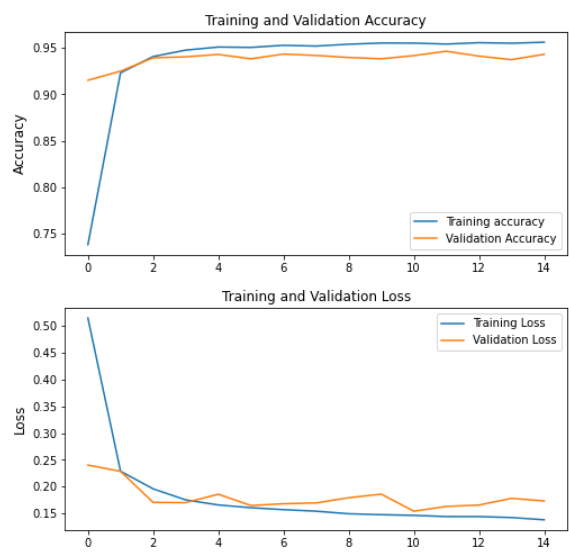 Training and Validation Accuracy
Accuracy
0.95
0.90
0.85
0.80
0.75
Training accuracy
Validation Accuracy
0 2 4 6 8 10 12 14
Training and Validation Loss
Loss
0.50
0.45
0.40
0.35
0.30
0.25
0.20
0.15
Training Loss
Validation Loss
0 2 4 6 8 10 12 14